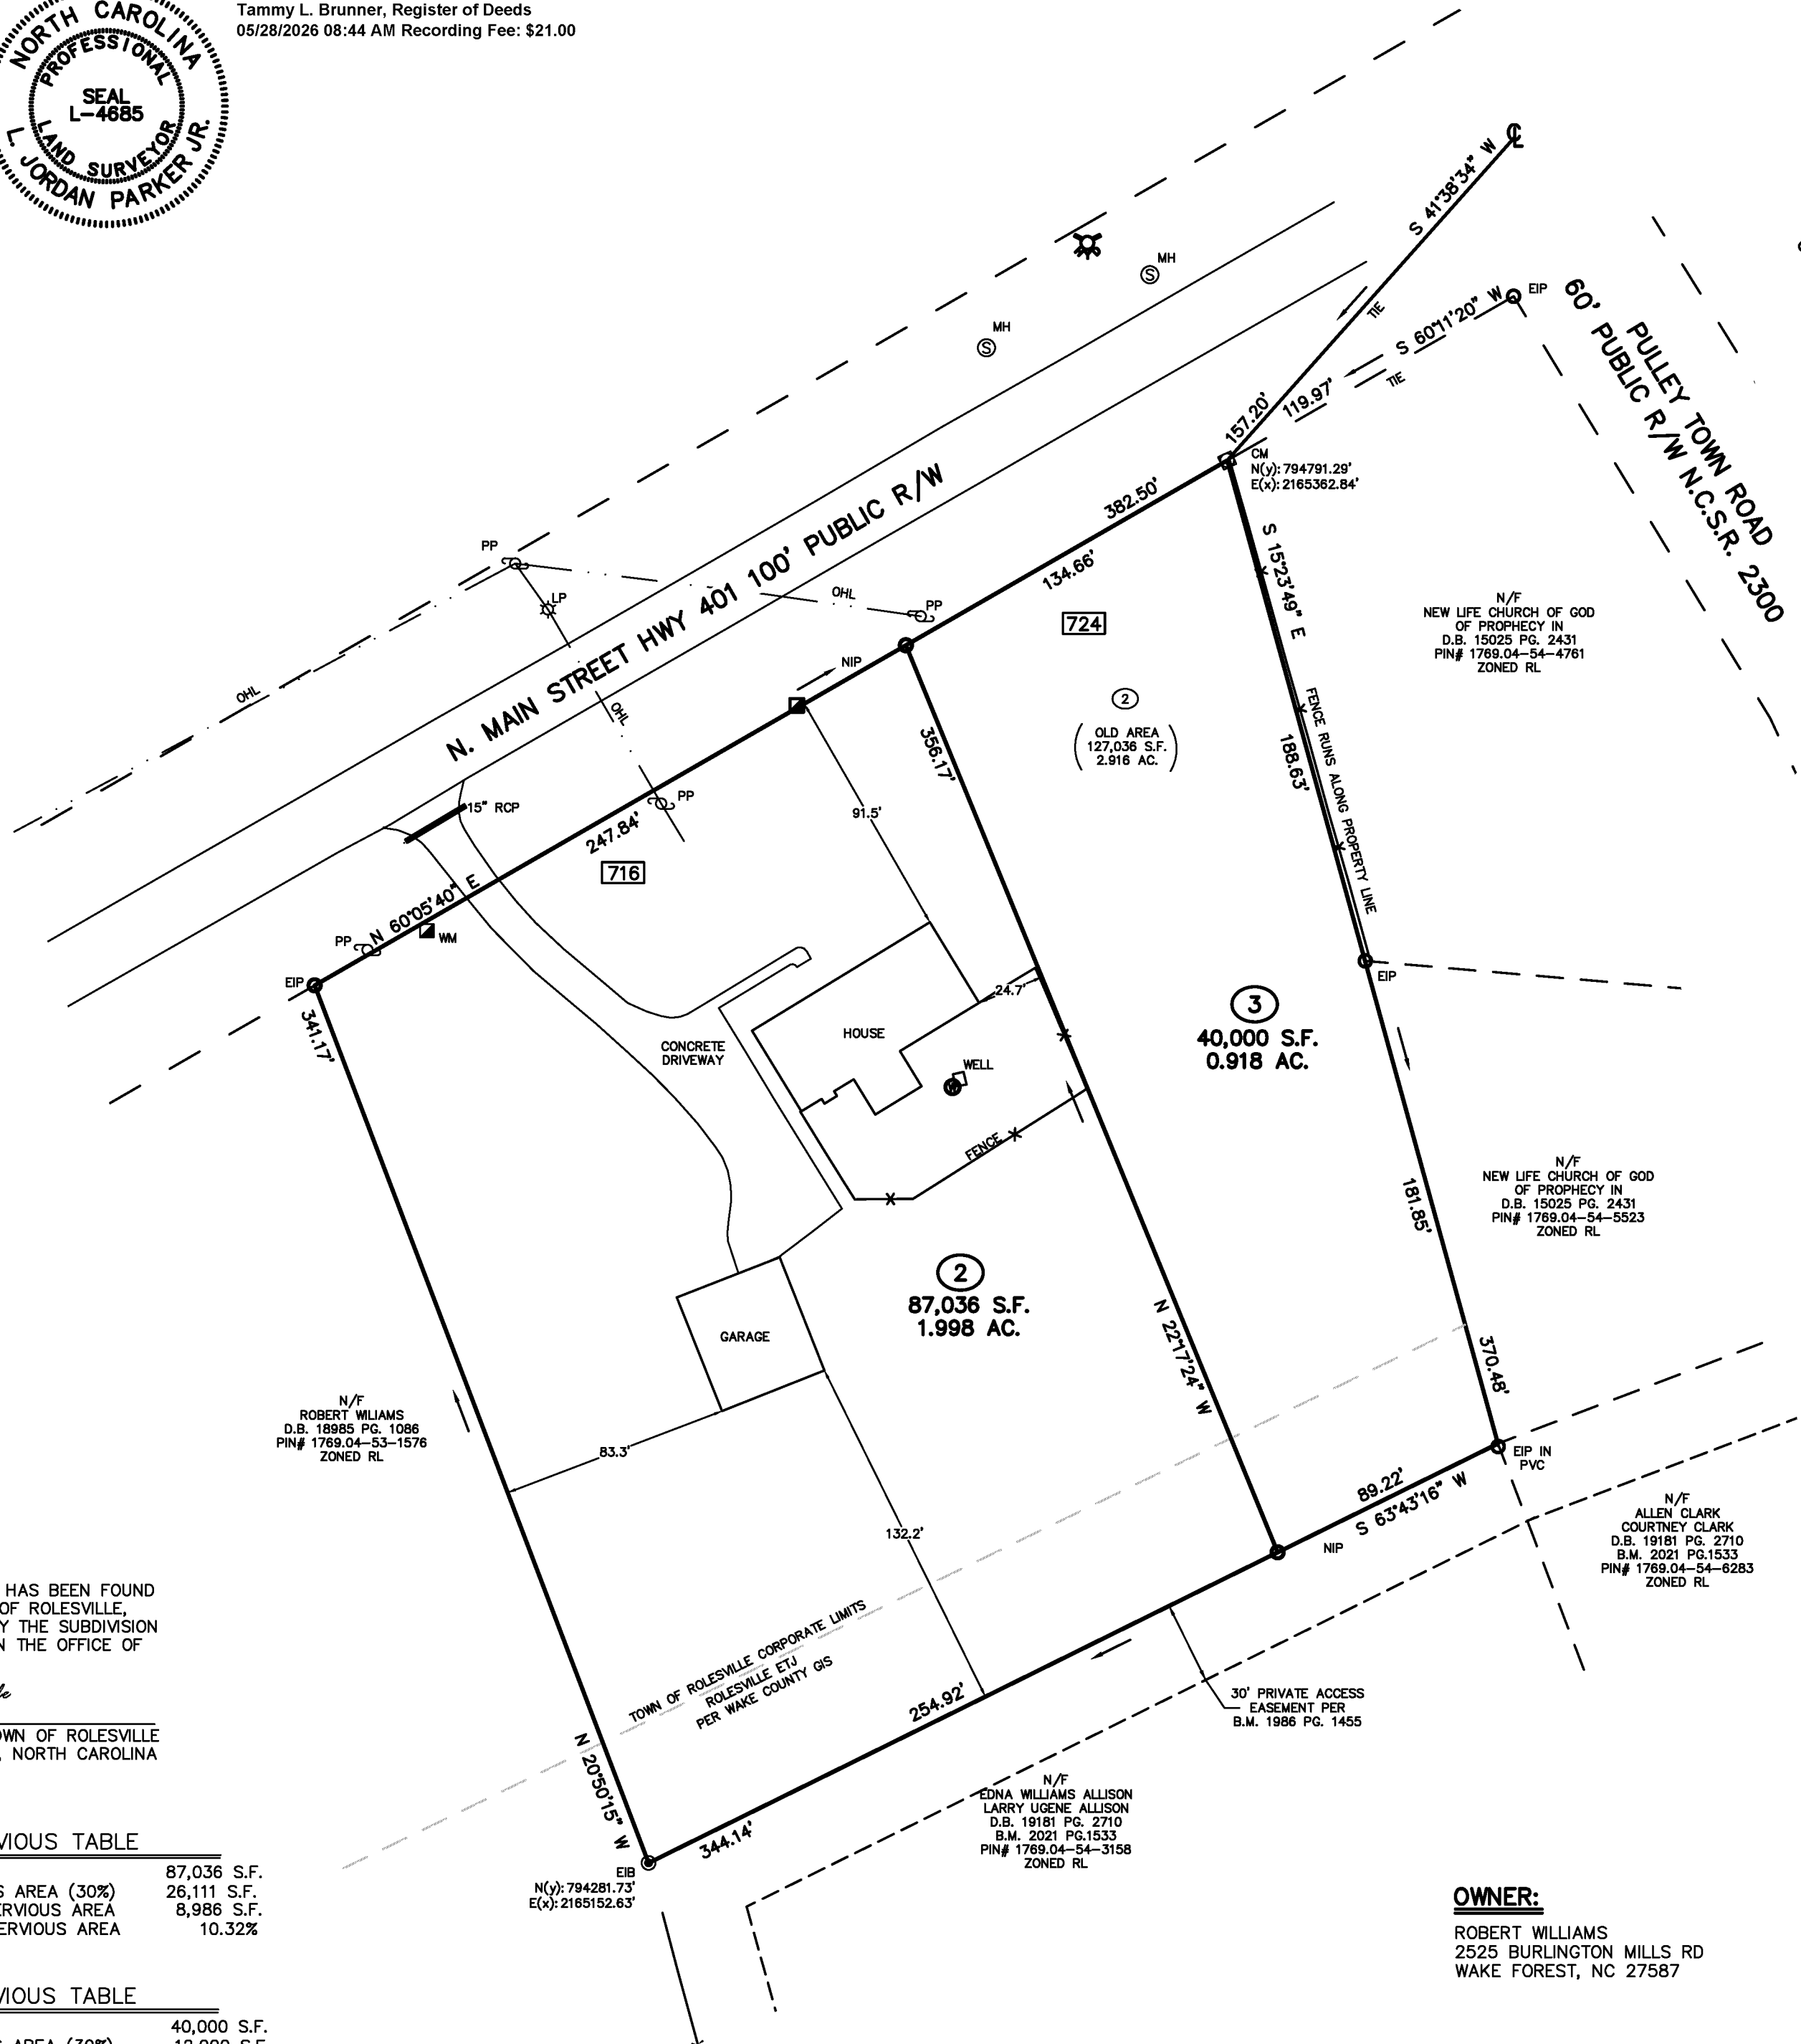 Tammy L. Brunner, Register of Deeds
05/28/2026 08:44 AM Recording Fee: $21.00
NORTH CAROLINA
PROFESSIONAL
SEAL
L-4685
LAND SURVEYOR
L. JORDAN PARKER JR.
℄
S 41°38'34" W
TIE
157.20'
EIP
S 60°11'20" W
TIE
119.97'
PULLEY TOWN ROAD
60' PUBLIC R/W N.C.S.R. 2300
MH
S
MH
S
CM
N(y): 794791.29'
E(x): 2165362.84'
N. MAIN STREET HWY 401 100' PUBLIC R/W
382.50'
134.66'
724
PP
LP
OHL
PP
OHL
OHL
NIP
PP
15" RCP
247.84'
716
N 60°05'40" E
PP
WM
EIP
S 15°23'49" E
FENCE RUNS ALONG PROPERTY LINE
188.63'
N/F
NEW LIFE CHURCH OF GOD
OF PROPHECY IN
D.B. 15025 PG. 2431
PIN# 1769.04-54-4761
ZONED RL
2
OLD AREA
127,036 S.F.
2.916 AC.
356.17'
91.5'
24.7'
EIP
341.17'
CONCRETE
DRIVEWAY
HOUSE
WELL
FENCE
3
40,000 S.F.
0.918 AC.
181.85'
N/F
NEW LIFE CHURCH OF GOD
OF PROPHECY IN
D.B. 15025 PG. 2431
PIN# 1769.04-54-5523
ZONED RL
2
87,036 S.F.
1.998 AC.
GARAGE
N 22°17'24" W
370.48'
N/F
ROBERT WILIAMS
D.B. 18985 PG. 1086
PIN# 1769.04-53-1576
ZONED RL
83.3'
132.2'
EIP IN
PVC
89.22'
S 63°43'16" W
NIP
N/F
ALLEN CLARK
COURTNEY CLARK
D.B. 19181 PG. 2710
B.M. 2021 PG.1533
PIN# 1769.04-54-6283
ZONED RL
HAS BEEN FOUND
OF ROLESVILLE,
Y THE SUBDIVISION
N THE OFFICE OF
OWN OF ROLESVILLE
, NORTH CAROLINA
TOWN OF ROLESVILLE CORPORATE LIMITS
ROLESVILLE ETJ
PER WAKE COUNTY GIS
254.92'
30' PRIVATE ACCESS
EASEMENT PER
B.M. 1986 PG. 1455
N 20°50'15" W
344.14'
EIB
N(y): 794281.73'
E(x): 2165152.63'
N/F
EDNA WILLIAMS ALLISON
LARRY UGENE ALLISON
D.B. 19181 PG. 2710
B.M. 2021 PG.1533
PIN# 1769.04-54-3158
ZONED RL
VIOUS TABLE
87,036 S.F.
S AREA (30%) 26,111 S.F.
ERVIOUS AREA 8,986 S.F.
ERVIOUS AREA 10.32%
VIOUS TABLE
40,000 S.F.
OWNER:
ROBERT WILLIAMS
2525 BURLINGTON MILLS RD
WAKE FOREST, NC 27587